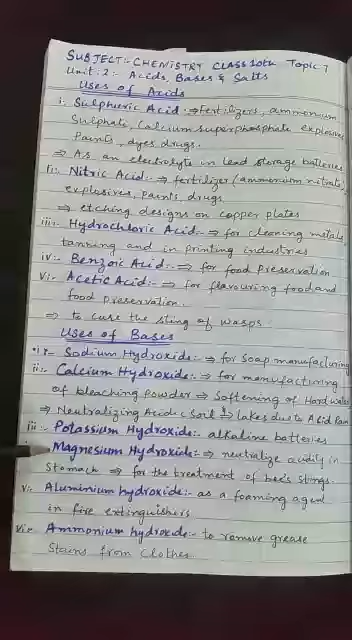 SUBJECT:- CHEMISTRY CLASS 10th Topic 7
Unit:2:- Acids, Bases & Salts
Uses of Acids
i. Sulphuric Acid. ⇒ Fertilizers, ammonium
Sulphate, Calcium superphosphate explosives
Paints, dyes, drugs.
⇒ As an electrolyte in lead storage batteries
ii- Nitric Acid. ⇒ fertilizer (ammonium nitrate)
explosives, paints, drugs
⇒ etching designs on copper plates
iii- Hydrochloric Acid:- ⇒ for cleaning metals,
tanning and in printing industries
iv:- Benzoic Acid:- ⇒ for food preservation
v:- Acetic Acid:- ⇒ for flavouring food and
food preservation.
⇒ to cure the sting of wasps.
Uses of Bases
i:- Sodium Hydroxide:- ⇒ for soap manufacturing
ii:- Calcium Hydroxide:- ⇒ for manufacturing
of bleaching powder ⇒ Softening of Hard water
⇒ Neutralizing Acidic Soil & lakes due to Acid Rain
iii:- Potassium Hydroxide:- alkaline batteries
Magnesium Hydroxide:- ⇒ neutralize acidity in
Stomach ⇒ for the treatment of bee's stings.
v:- Aluminium hydroxide:- as a foaming agent
in fire extinguishers
vi:- Ammonium hydroxide:- to remove grease
Stains from clothes